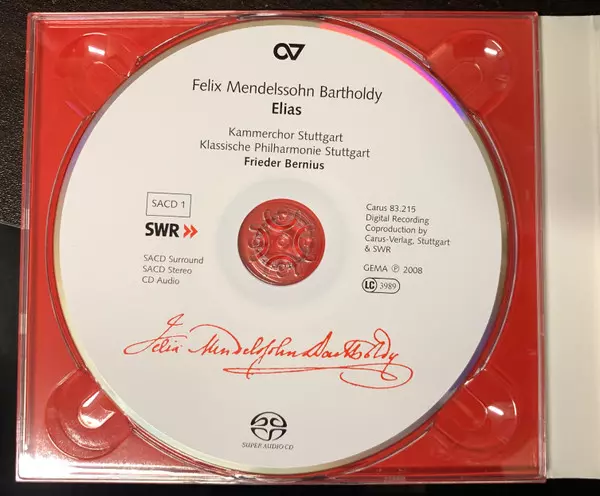 Felix Mendelssohn Bartholdy
Elias
Kammerchor Stuttgart
Klassische Philharmonie Stuttgart
Frieder Bernius
SACD 1
SWR
SACD Surround
SACD Stereo
CD Audio
Carus 83.215
Digital Recording
Coproduction by
Carus-Verlag, Stuttgart
& SWR
GEMA ℗ 2008
LC 3989
Felix Mendelssohn Bartholdy
SUPER AUDIO CD